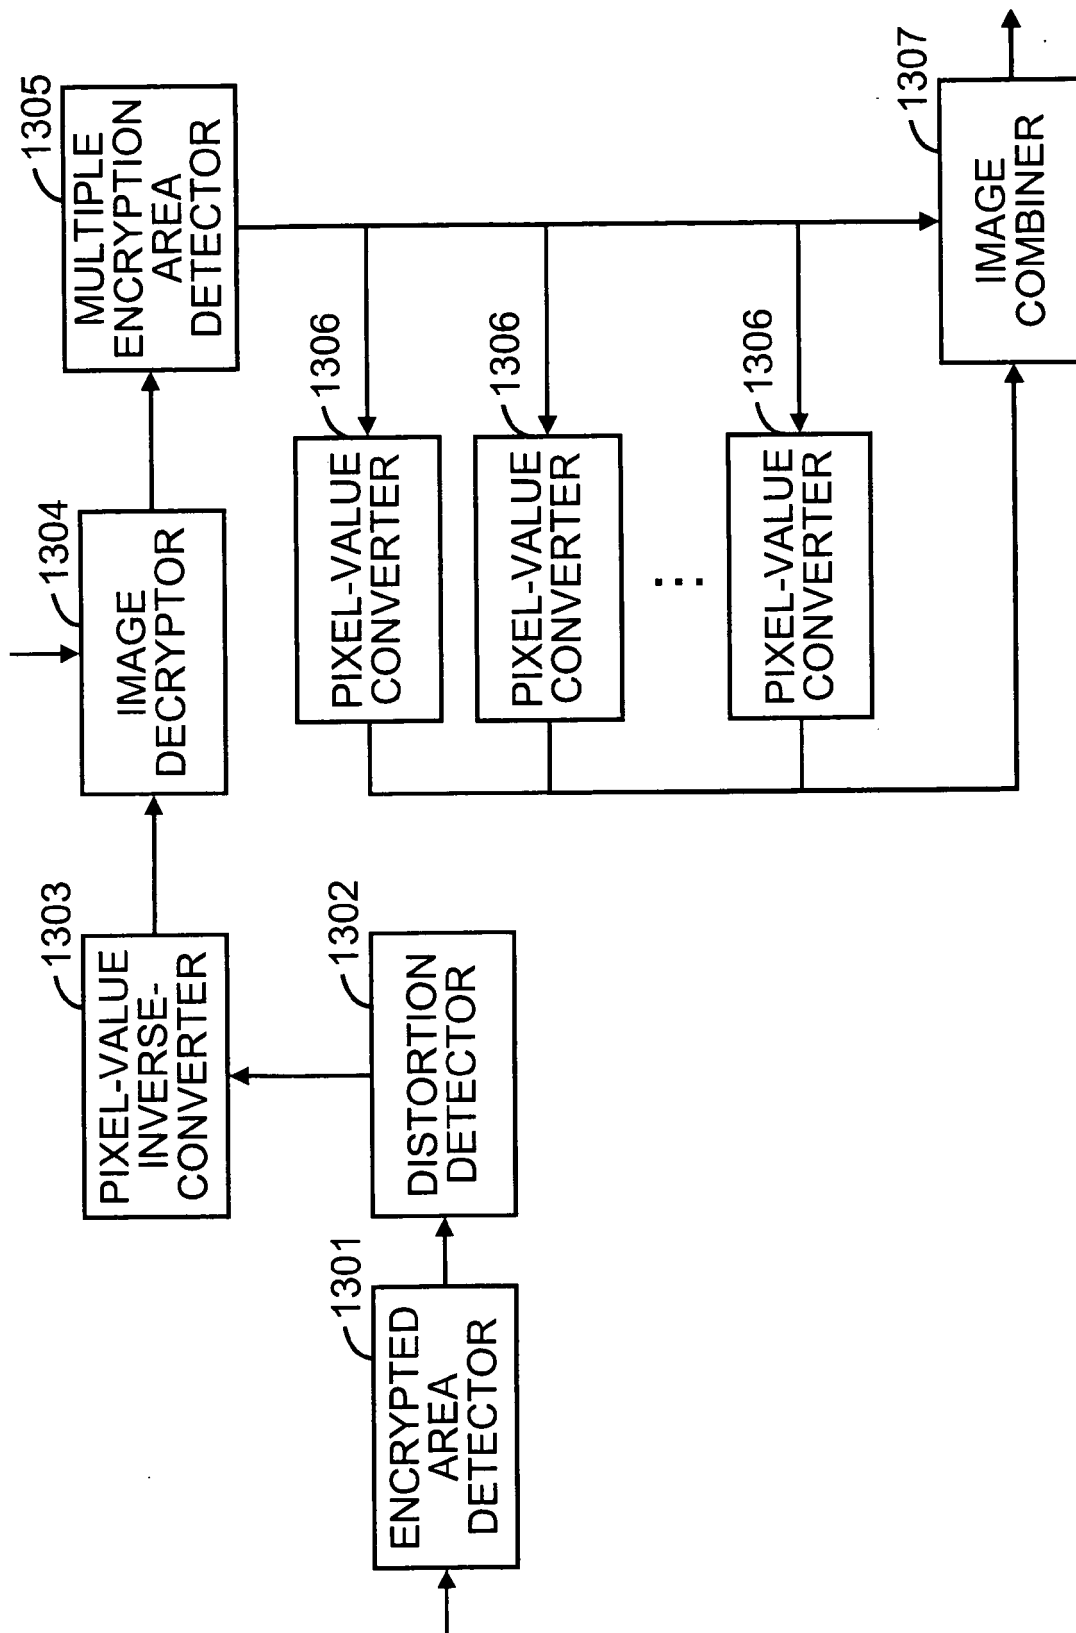 1301
ENCRYPTED
AREA
DETECTOR
1302
DISTORTION
DETECTOR
1303
PIXEL-VALUE
INVERSE-
CONVERTER
1304
IMAGE
DECRYPTOR
1305
MULTIPLE
ENCRYPTION
AREA
DETECTOR
1306
PIXEL-VALUE
CONVERTER
1306
PIXEL-VALUE
CONVERTER
...
1306
PIXEL-VALUE
CONVERTER
1307
IMAGE
COMBINER